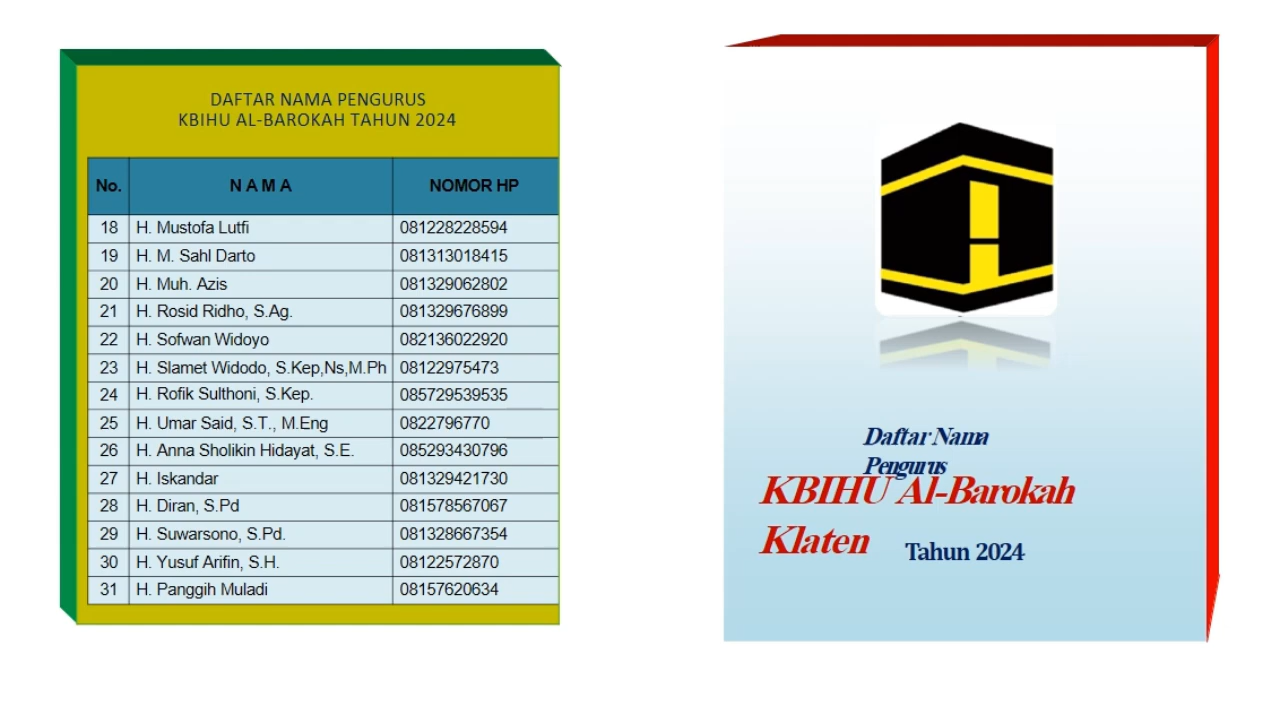 DAFTAR NAMA PENGURUS
KBIHU AL-BAROKAH TAHUN 2024
No. N A M A NOMOR HP
18 H. Mustofa Lutfi 081228228594
19 H. M. Sahl Darto 081313018415
20 H. Muh. Azis 081329062802
21 H. Rosid Ridho, S.Ag. 081329676899
22 H. Sofwan Widoyo 082136022920
23 H. Slamet Widodo, S.Kep,Ns,M.Ph 08122975473
24 H. Rofik Sulthoni, S.Kep. 085729539535
25 H. Umar Said, S.T., M.Eng 0822796770
26 H. Anna Sholikin Hidayat, S.E. 085293430796
27 H. Iskandar 081329421730
28 H. Diran, S.Pd 081578567067
29 H. Suwarsono, S.Pd. 081328667354
30 H. Yusuf Arifin, S.H. 08122572870
31 H. Panggih Muladi 08157620634
Daftar Nama
Pengurus
KBIHU Al-Barokah
Klaten
Tahun 2024